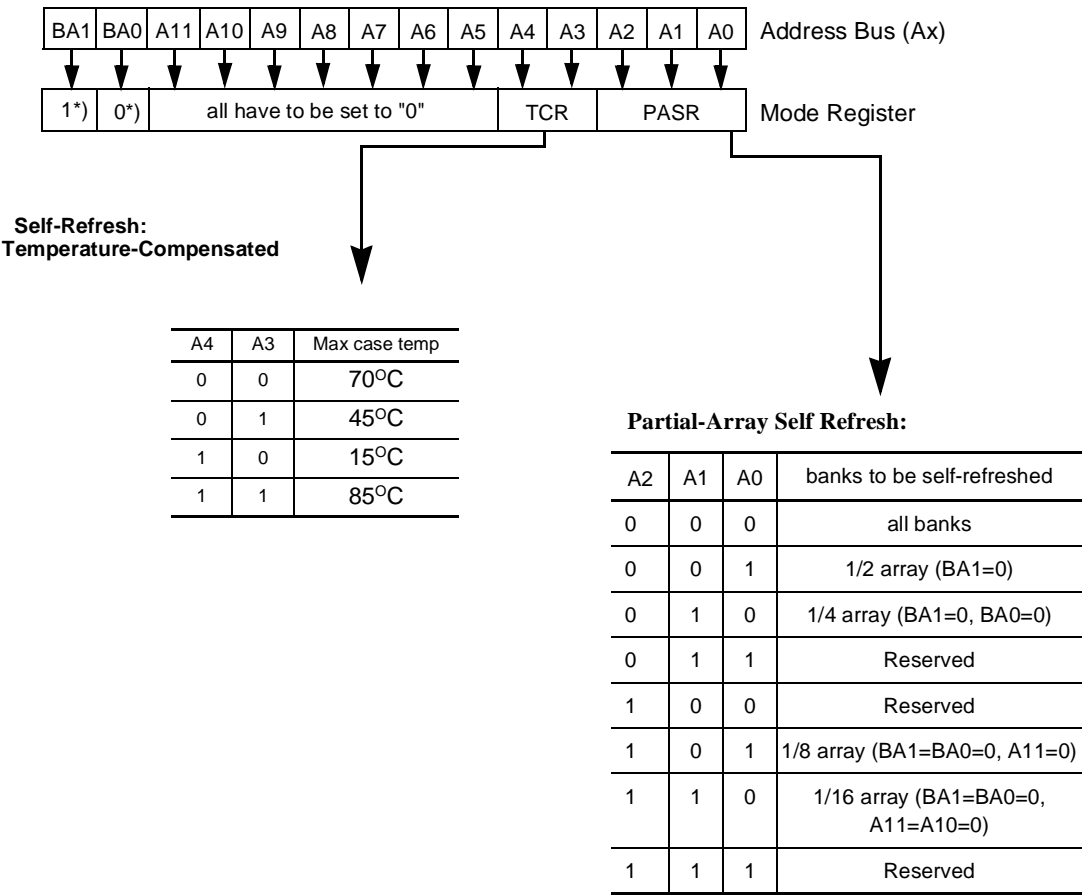 BA1 BA0 A11 A10 A9 A8 A7 A6 A5 A4 A3 A2 A1 A0 Address Bus (Ax)
1*) 0*) all have to be set to "0" TCR PASR Mode Register
Self-Refresh:
Temperature-Compensated
A4 A3 Max case temp
0 0 70°C
0 1 45°C
1 0 15°C
1 1 85°C
Partial-Array Self Refresh:
A2 A1 A0 banks to be self-refreshed
0 0 0 all banks
0 0 1 1/2 array (BA1=0)
0 1 0 1/4 array (BA1=0, BA0=0)
0 1 1 Reserved
1 0 0 Reserved
1 0 1 1/8 array (BA1=BA0=0, A11=0)
1 1 0 1/16 array (BA1=BA0=0,
A11=A10=0)
1 1 1 Reserved